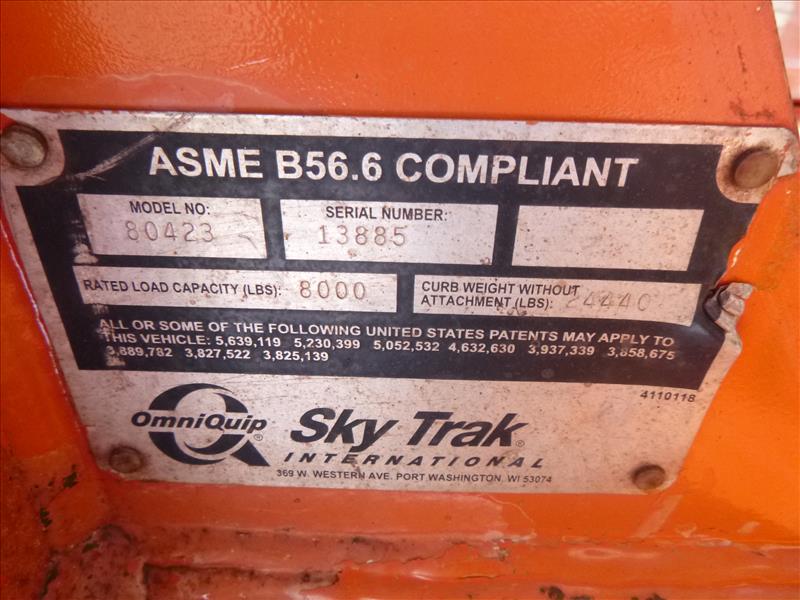 ASME B56.6 COMPLIANT
MODEL NO:
80423
SERIAL NUMBER:
13885
RATED LOAD CAPACITY (LBS): 8000
CURB WEIGHT WITHOUT
ATTACHMENT (LBS): 24440
ALL OR SOME OF THE FOLLOWING UNITED STATES PATENTS MAY APPLY TO
THIS VEHICLE: 5,639,119 5,230,399 5,052,532 4,632,630 3,937,339 3,858,675
3,889,782 3,827,522 3,825,139
4110118
OmniQuip®
Sky Trak®
INTERNATIONAL
369 W. WESTERN AVE. PORT WASHINGTON, WI 53074